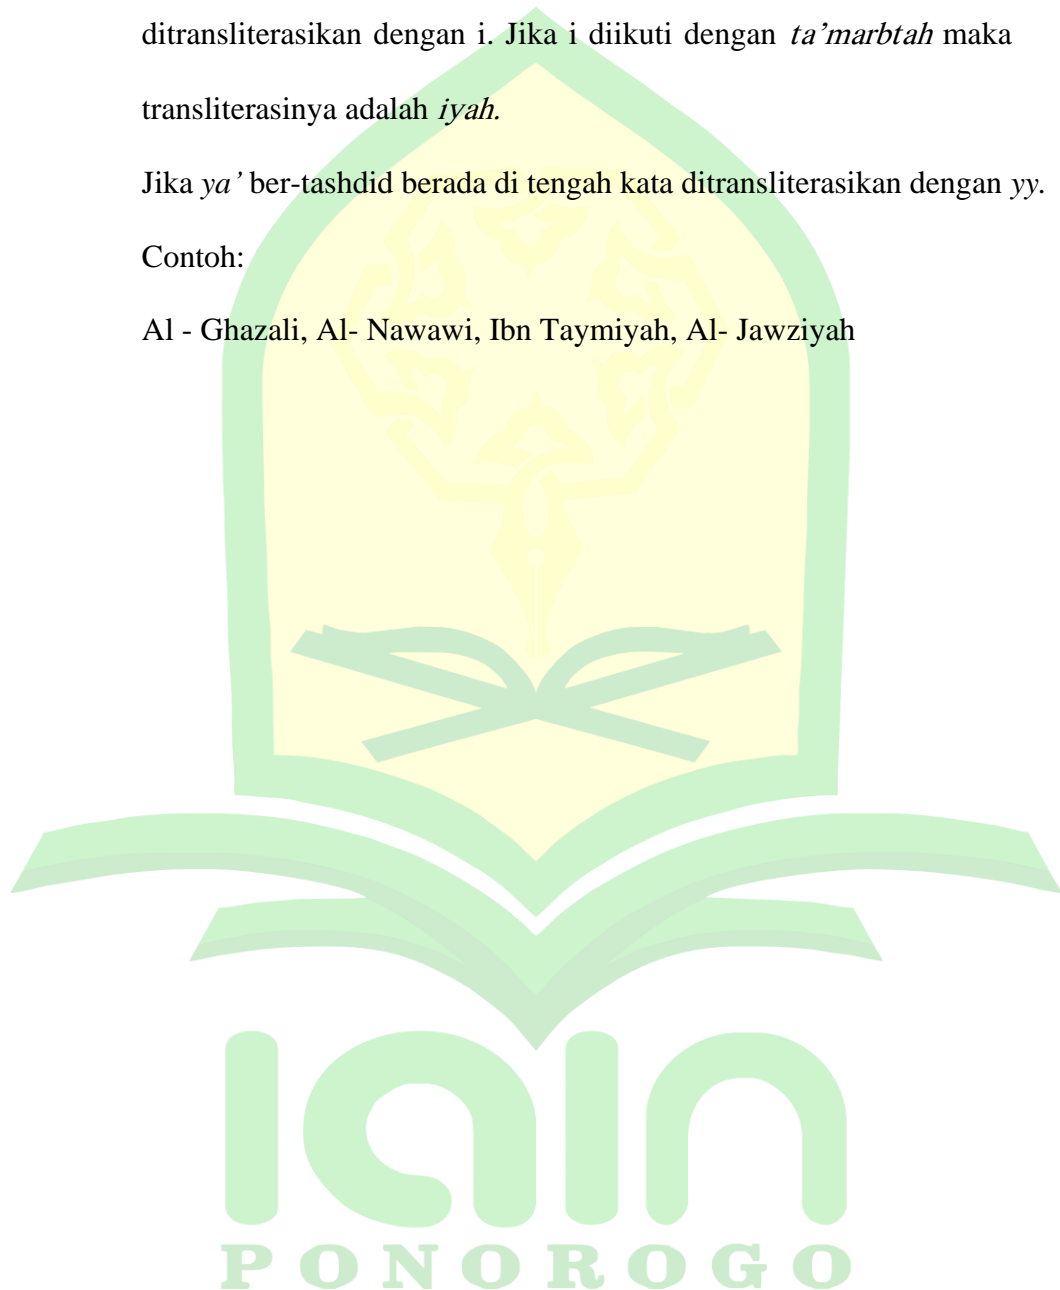 ditransliterasikan dengan i. Jika i diikuti dengan ta’marbtah maka
transliterasinya adalah iyah.
Jika ya’ ber-tashdid berada di tengah kata ditransliterasikan dengan yy.
Contoh:
Al - Ghazali, Al- Nawawi, Ibn Taymiyah, Al- Jawziyah
iain
PONOROGO